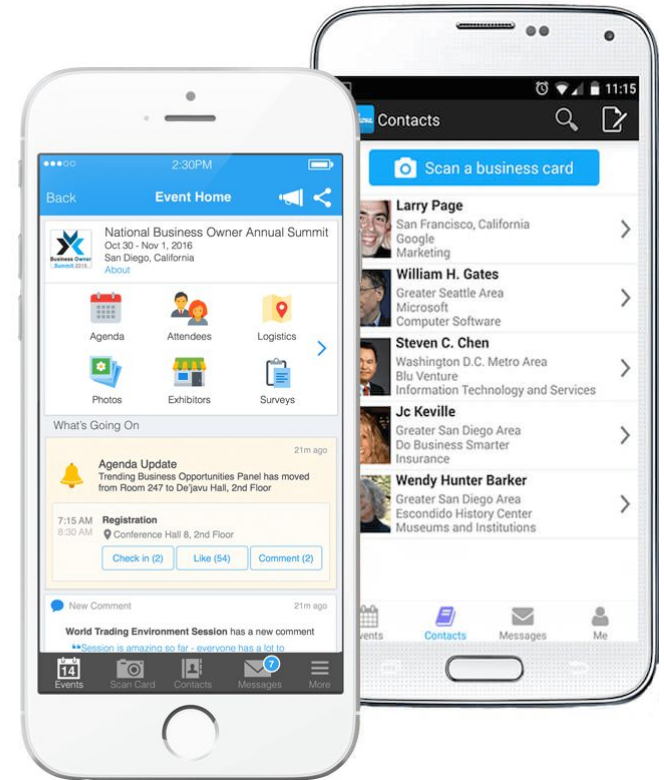 2:30PM
Back
Event Home
Business Owner
Summit 2016
National Business Owner Annual Summit
Oct 30 - Nov 1, 2016
San Diego, California
About
Agenda
Attendees
Logistics
Photos
Exhibitors
Surveys
What's Going On
21m ago
Agenda Update
Trending Business Opportunities Panel has moved
from Room 247 to De'javu Hall, 2nd Floor
7:15 AM Registration
8:30 AM Conference Hall 8, 2nd Floor
Check in (2) Like (54) Comment (2)
New Comment 21m ago
World Trading Environment Session has a new comment
Session is amazing so far - everyone has a lot to
14
7
Events Scan Card Contacts Messages More
11:15
Contacts
Scan a business card
Larry Page
San Francisco, California
Google
Marketing
William H. Gates
Greater Seattle Area
Microsoft
Computer Software
Steven C. Chen
Washington D.C. Metro Area
Blu Venture
Information Technology and Services
Jc Keville
Greater San Diego Area
Do Business Smarter
Insurance
Wendy Hunter Barker
Greater San Diego Area
Escondido History Center
Museums and Institutions
vents Contacts Messages Me